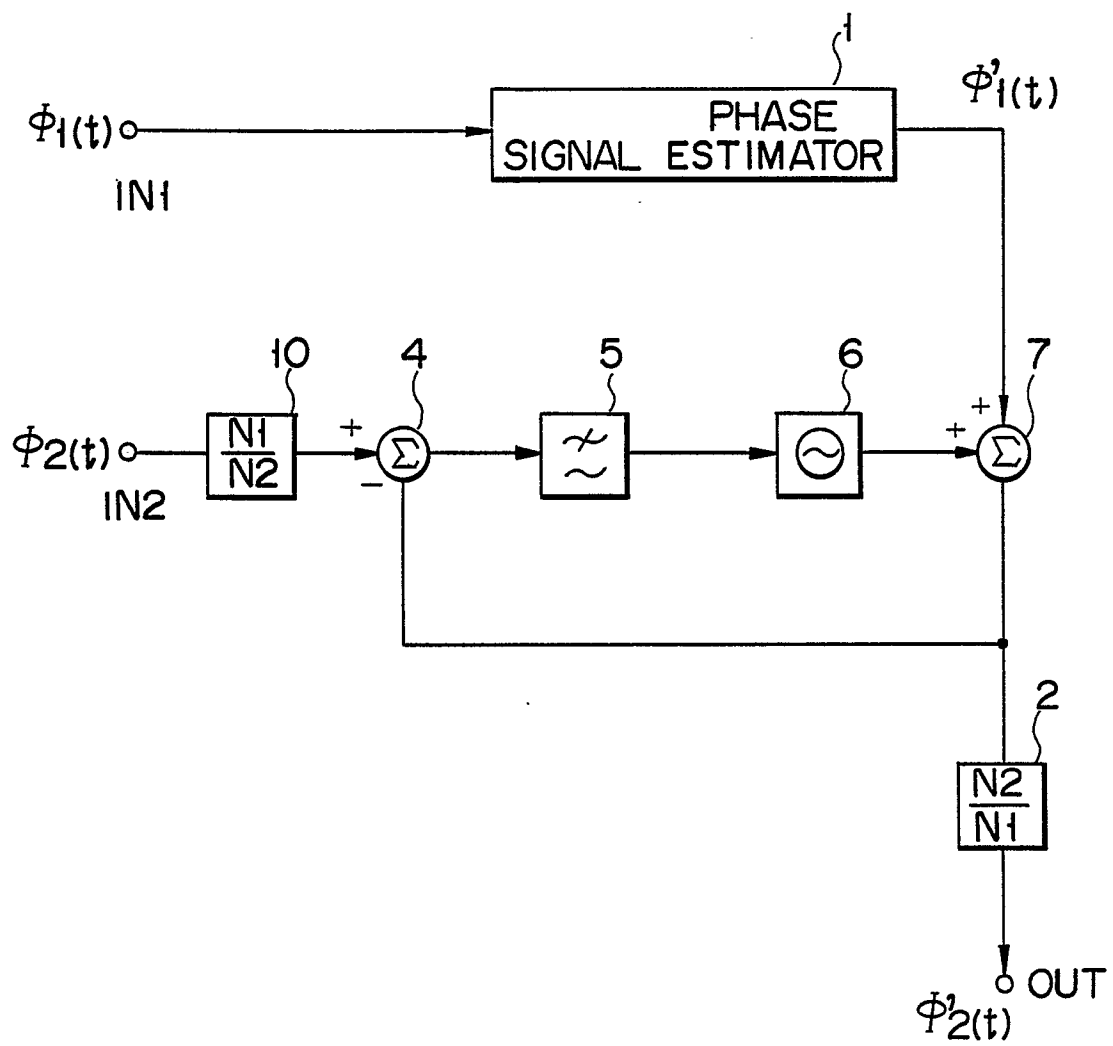 1
Φ'1(t)
Φ1(t)
PHASE
SIGNAL ESTIMATOR
IN1
10
4
5
6
7
+
+
+
Φ2(t)
N1
N2
Σ
Σ
−
IN2
2
N2
N1
OUT
Φ'2(t)